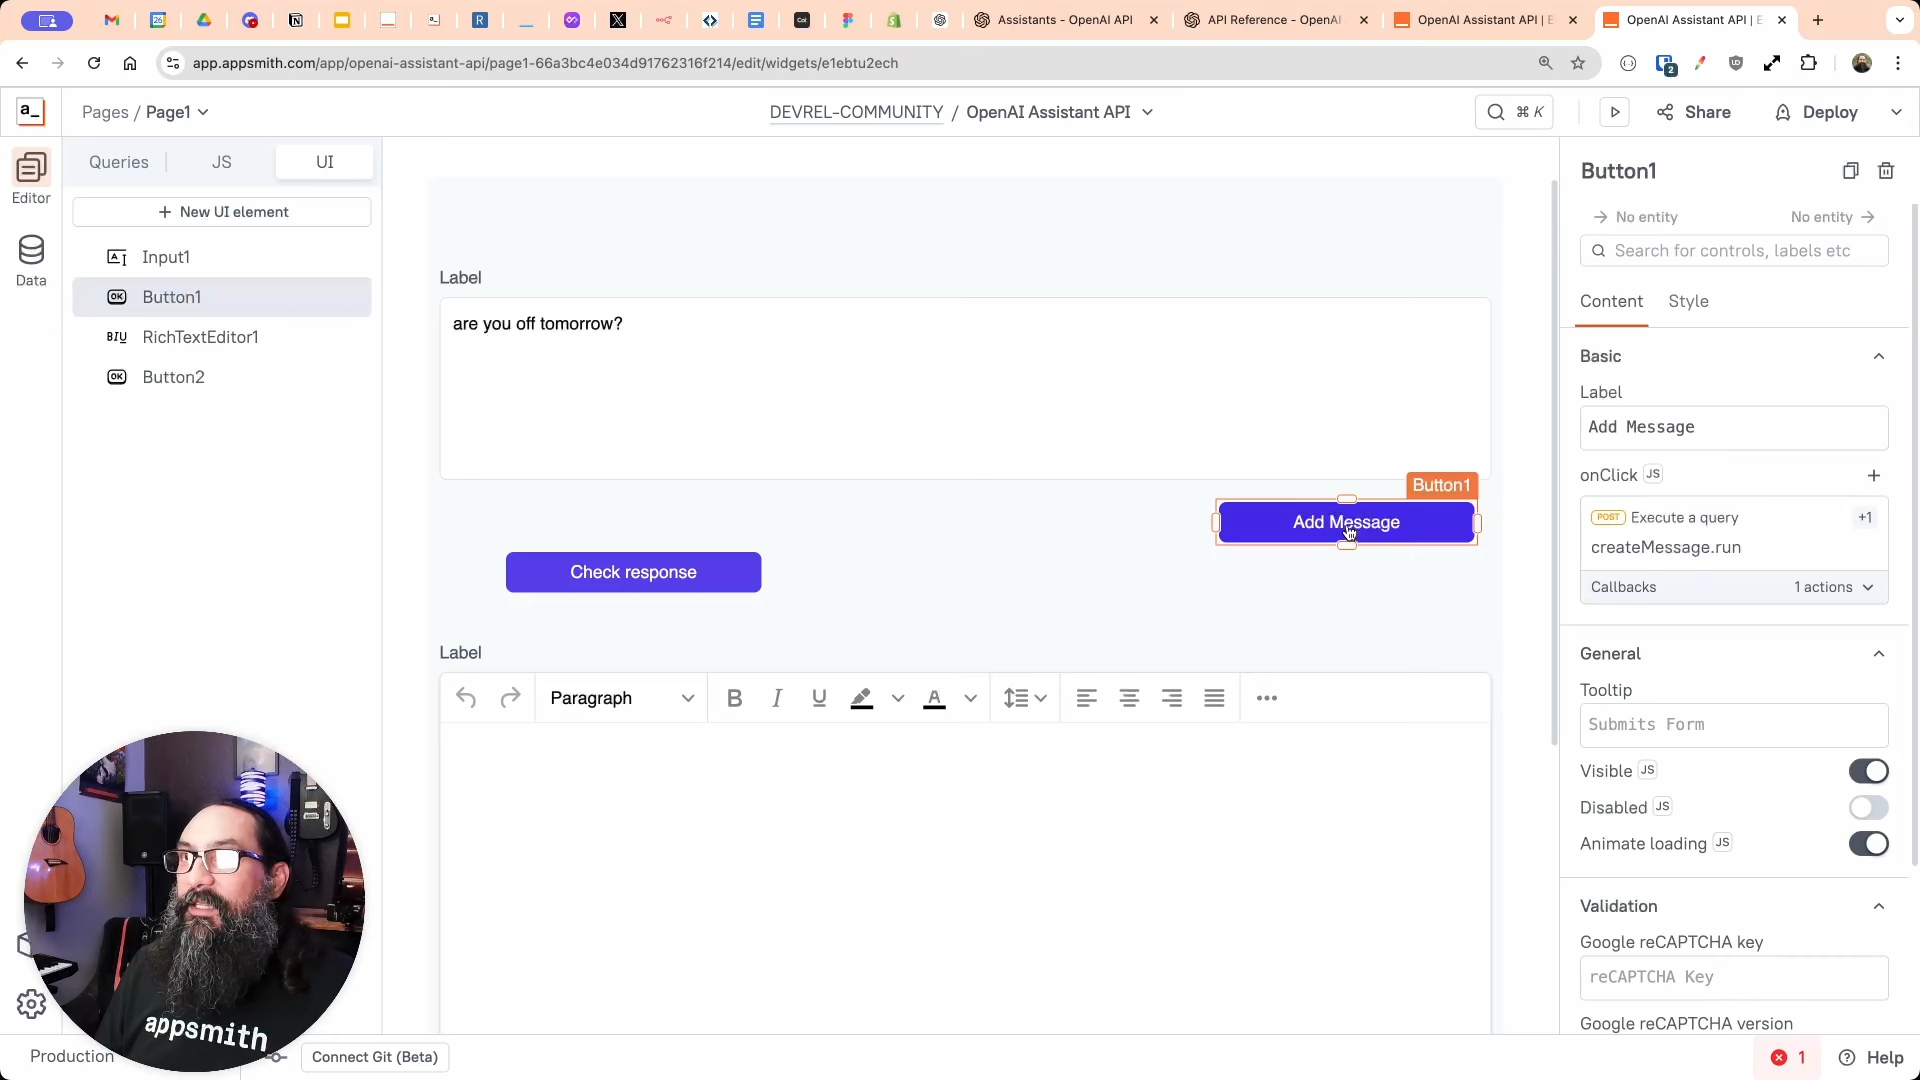 Assistants - OpenAI API
API Reference - OpenAI
OpenAI Assistant API | E
OpenAI Assistant API | E
app.appsmith.com/app/openai-assistant-api/page1-66a3bc4e034d91762316f214/edit/widgets/e1ebtu2ech
2
a_
Pages / Page1
DEVREL-COMMUNITY / OpenAI Assistant API
⌘ K
Share
Deploy
Editor
Data
Queries
JS
UI
+ New UI element
Input1
Button1
RichTextEditor1
Button2
Label
are you off tomorrow?
Button1
Add Message
Check response
Label
Paragraph
B I U A
Button1
No entity
No entity
Search for controls, labels etc
Content
Style
Basic
Label
Add Message
onClick JS
POST Execute a query +1
createMessage.run
Callbacks 1 actions
General
Tooltip
Submits Form
Visible JS
Disabled JS
Animate loading JS
Validation
Google reCAPTCHA key
reCAPTCHA Key
Google reCAPTCHA version
appsmith
Production
Connect Git (Beta)
1
Help